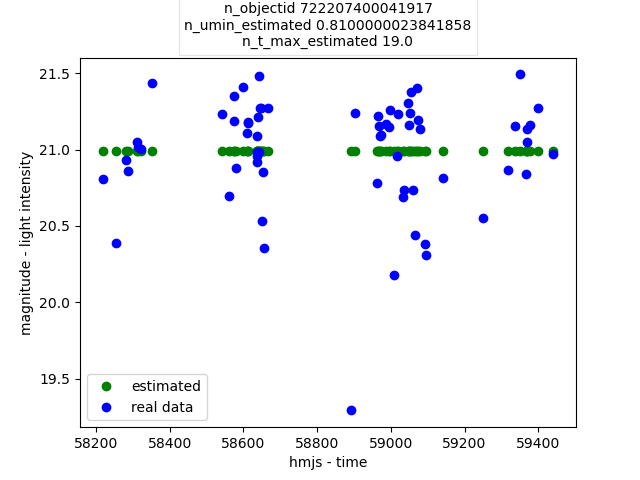 n_objectid 722207400041917
n_umin_estimated 0.8100000023841858
n_t_max_estimated 19.0
21.5
21.0
20.5
20.0
19.5
magnitude - light intensity
estimated
real data
58200 58400 58600 58800 59000 59200 59400
hmjs - time